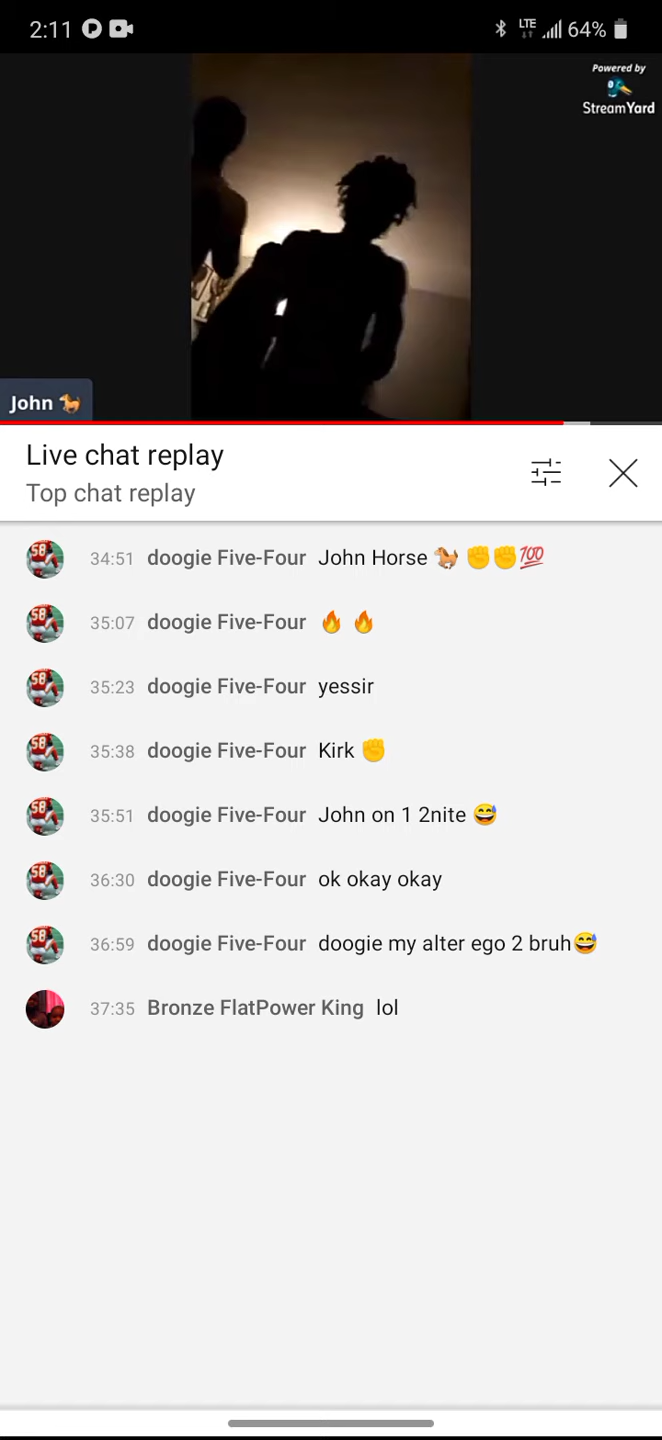 2:11
LTE
64%
Powered by
StreamYard
John 🐎
Live chat replay
Top chat replay
34:51 doogie Five-Four John Horse 🐎 ✊✊💯
35:07 doogie Five-Four 🔥 🔥
35:23 doogie Five-Four yessir
35:38 doogie Five-Four Kirk ✊
35:51 doogie Five-Four John on 1 2nite 😅
36:30 doogie Five-Four ok okay okay
36:59 doogie Five-Four doogie my alter ego 2 bruh😅
37:35 Bronze FlatPower King lol